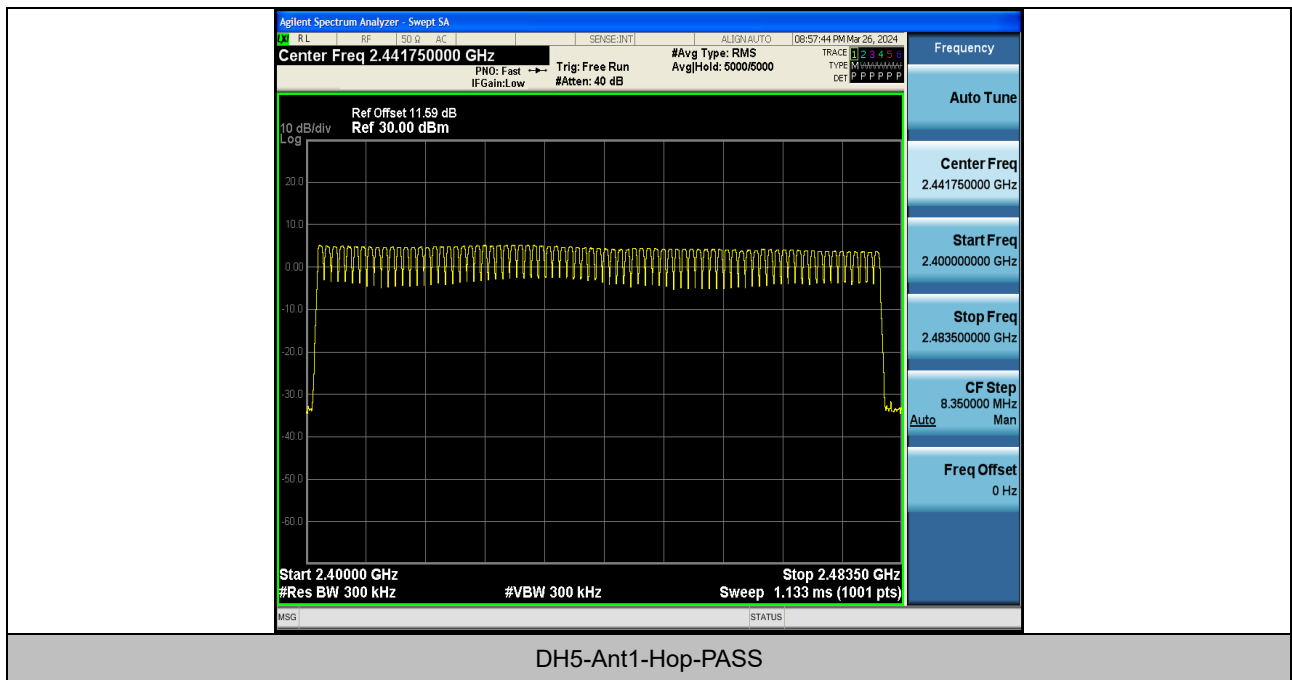 Agilent Spectrum Analyzer - Swept SA
LXI RL RF 50 Ω AC SENSE:INT ALIGNAUTO 08:57:44 PM Mar 26, 2024
Center Freq 2.441750000 GHz
PNO: Fast
IFGain:Low
Trig: Free Run
#Atten: 40 dB
#Avg Type: RMS
Avg|Hold: 5000/5000
TRACE 1 2 3 4 5 6
TYPE M
DET P P P P P P
Ref Offset 11.59 dB
10 dB/div Ref 30.00 dBm
Log
20.0
10.0
0.00
-10.0
-20.0
-30.0
-40.0
-50.0
-60.0
Start 2.40000 GHz Stop 2.48350 GHz
#Res BW 300 kHz #VBW 300 kHz Sweep 1.133 ms (1001 pts)
MSG STATUS
Frequency
Auto Tune
Center Freq
2.441750000 GHz
Start Freq
2.400000000 GHz
Stop Freq
2.483500000 GHz
CF Step
8.350000 MHz
Auto Man
Freq Offset
0 Hz
DH5-Ant1-Hop-PASS